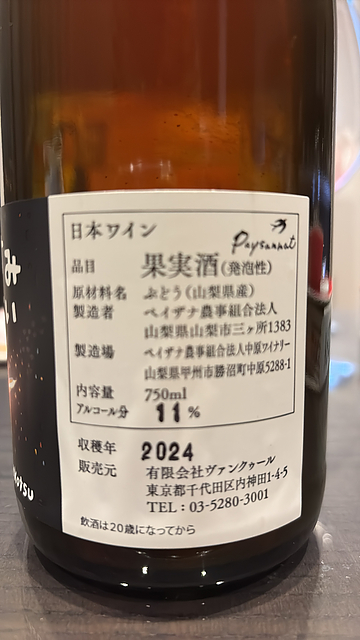 日本ワイン
Paysannat
品目 果実酒(発泡性)
原材料名 ぶどう(山梨県産)
製造者 ペイザナ農事組合法人
山梨県山梨市三ヶ所1383
製造場 ペイザナ農事組合法人中原ワイナリー
山梨県甲州市勝沼町中原5288-1
内容量 750ml
アルコール分 11%
収穫年 2024
販売元 有限会社ヴァンクゥール
東京都千代田区内神田1-4-5
TEL:03-5280-3001
飲酒は20歳になってから
み
い